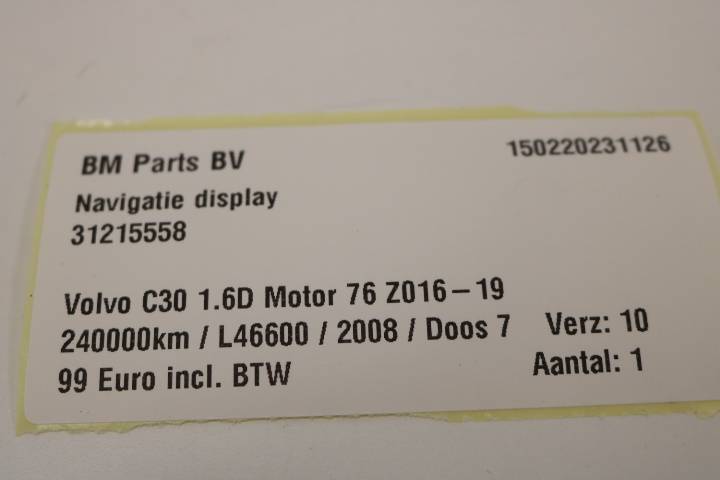 BM Parts BV
150220231126
Navigatie display
31215558
Volvo C30 1.6D Motor 76 Z016-19
240000km / L46600 / 2008 / Doos 7
Verz: 10
99 Euro incl. BTW
Aantal: 1